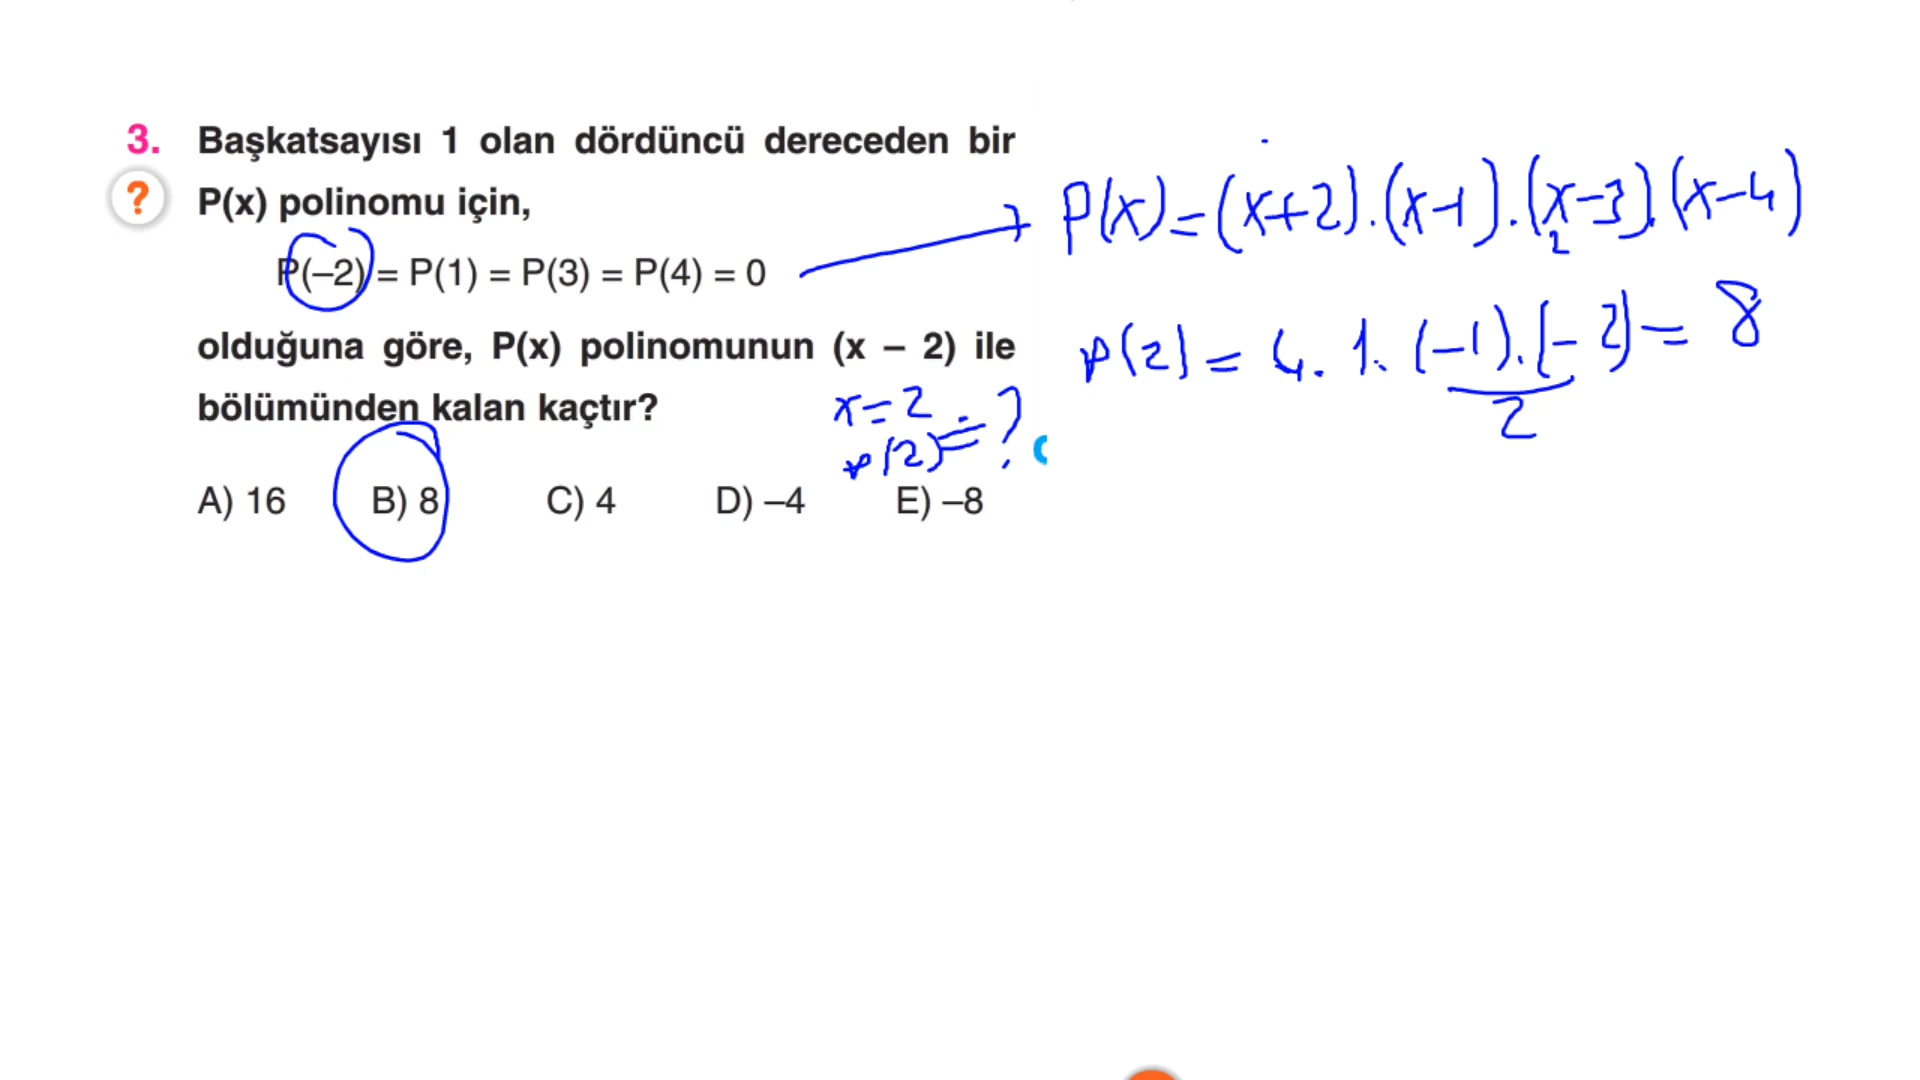 3. Başkatsayısı 1 olan dördüncü dereceden bir
? P(x) polinomu için,
P(–2) = P(1) = P(3) = P(4) = 0
olduğuna göre, P(x) polinomunun (x – 2) ile
bölümünden kalan kaçtır?
A) 16 B) 8 C) 4 D) –4 E) –8
x=2
P(2)=?
P(x)=(x+2).(x-1).(x-3).(x-4)
2
P(2)=4.1.(-1).(-2)=8
2